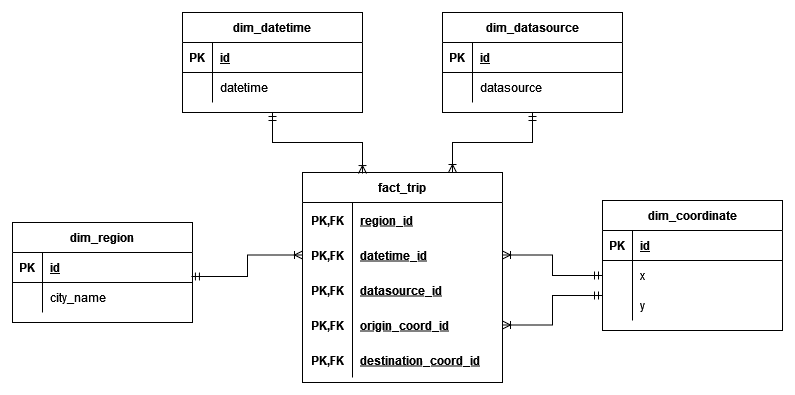 dim_datetime
PK id
datetime
dim_datasource
PK id
datasource
fact_trip
PK,FK region_id
PK,FK datetime_id
PK,FK datasource_id
PK,FK origin_coord_id
PK,FK destination_coord_id
dim_region
PK id
city_name
dim_coordinate
PK id
x
y